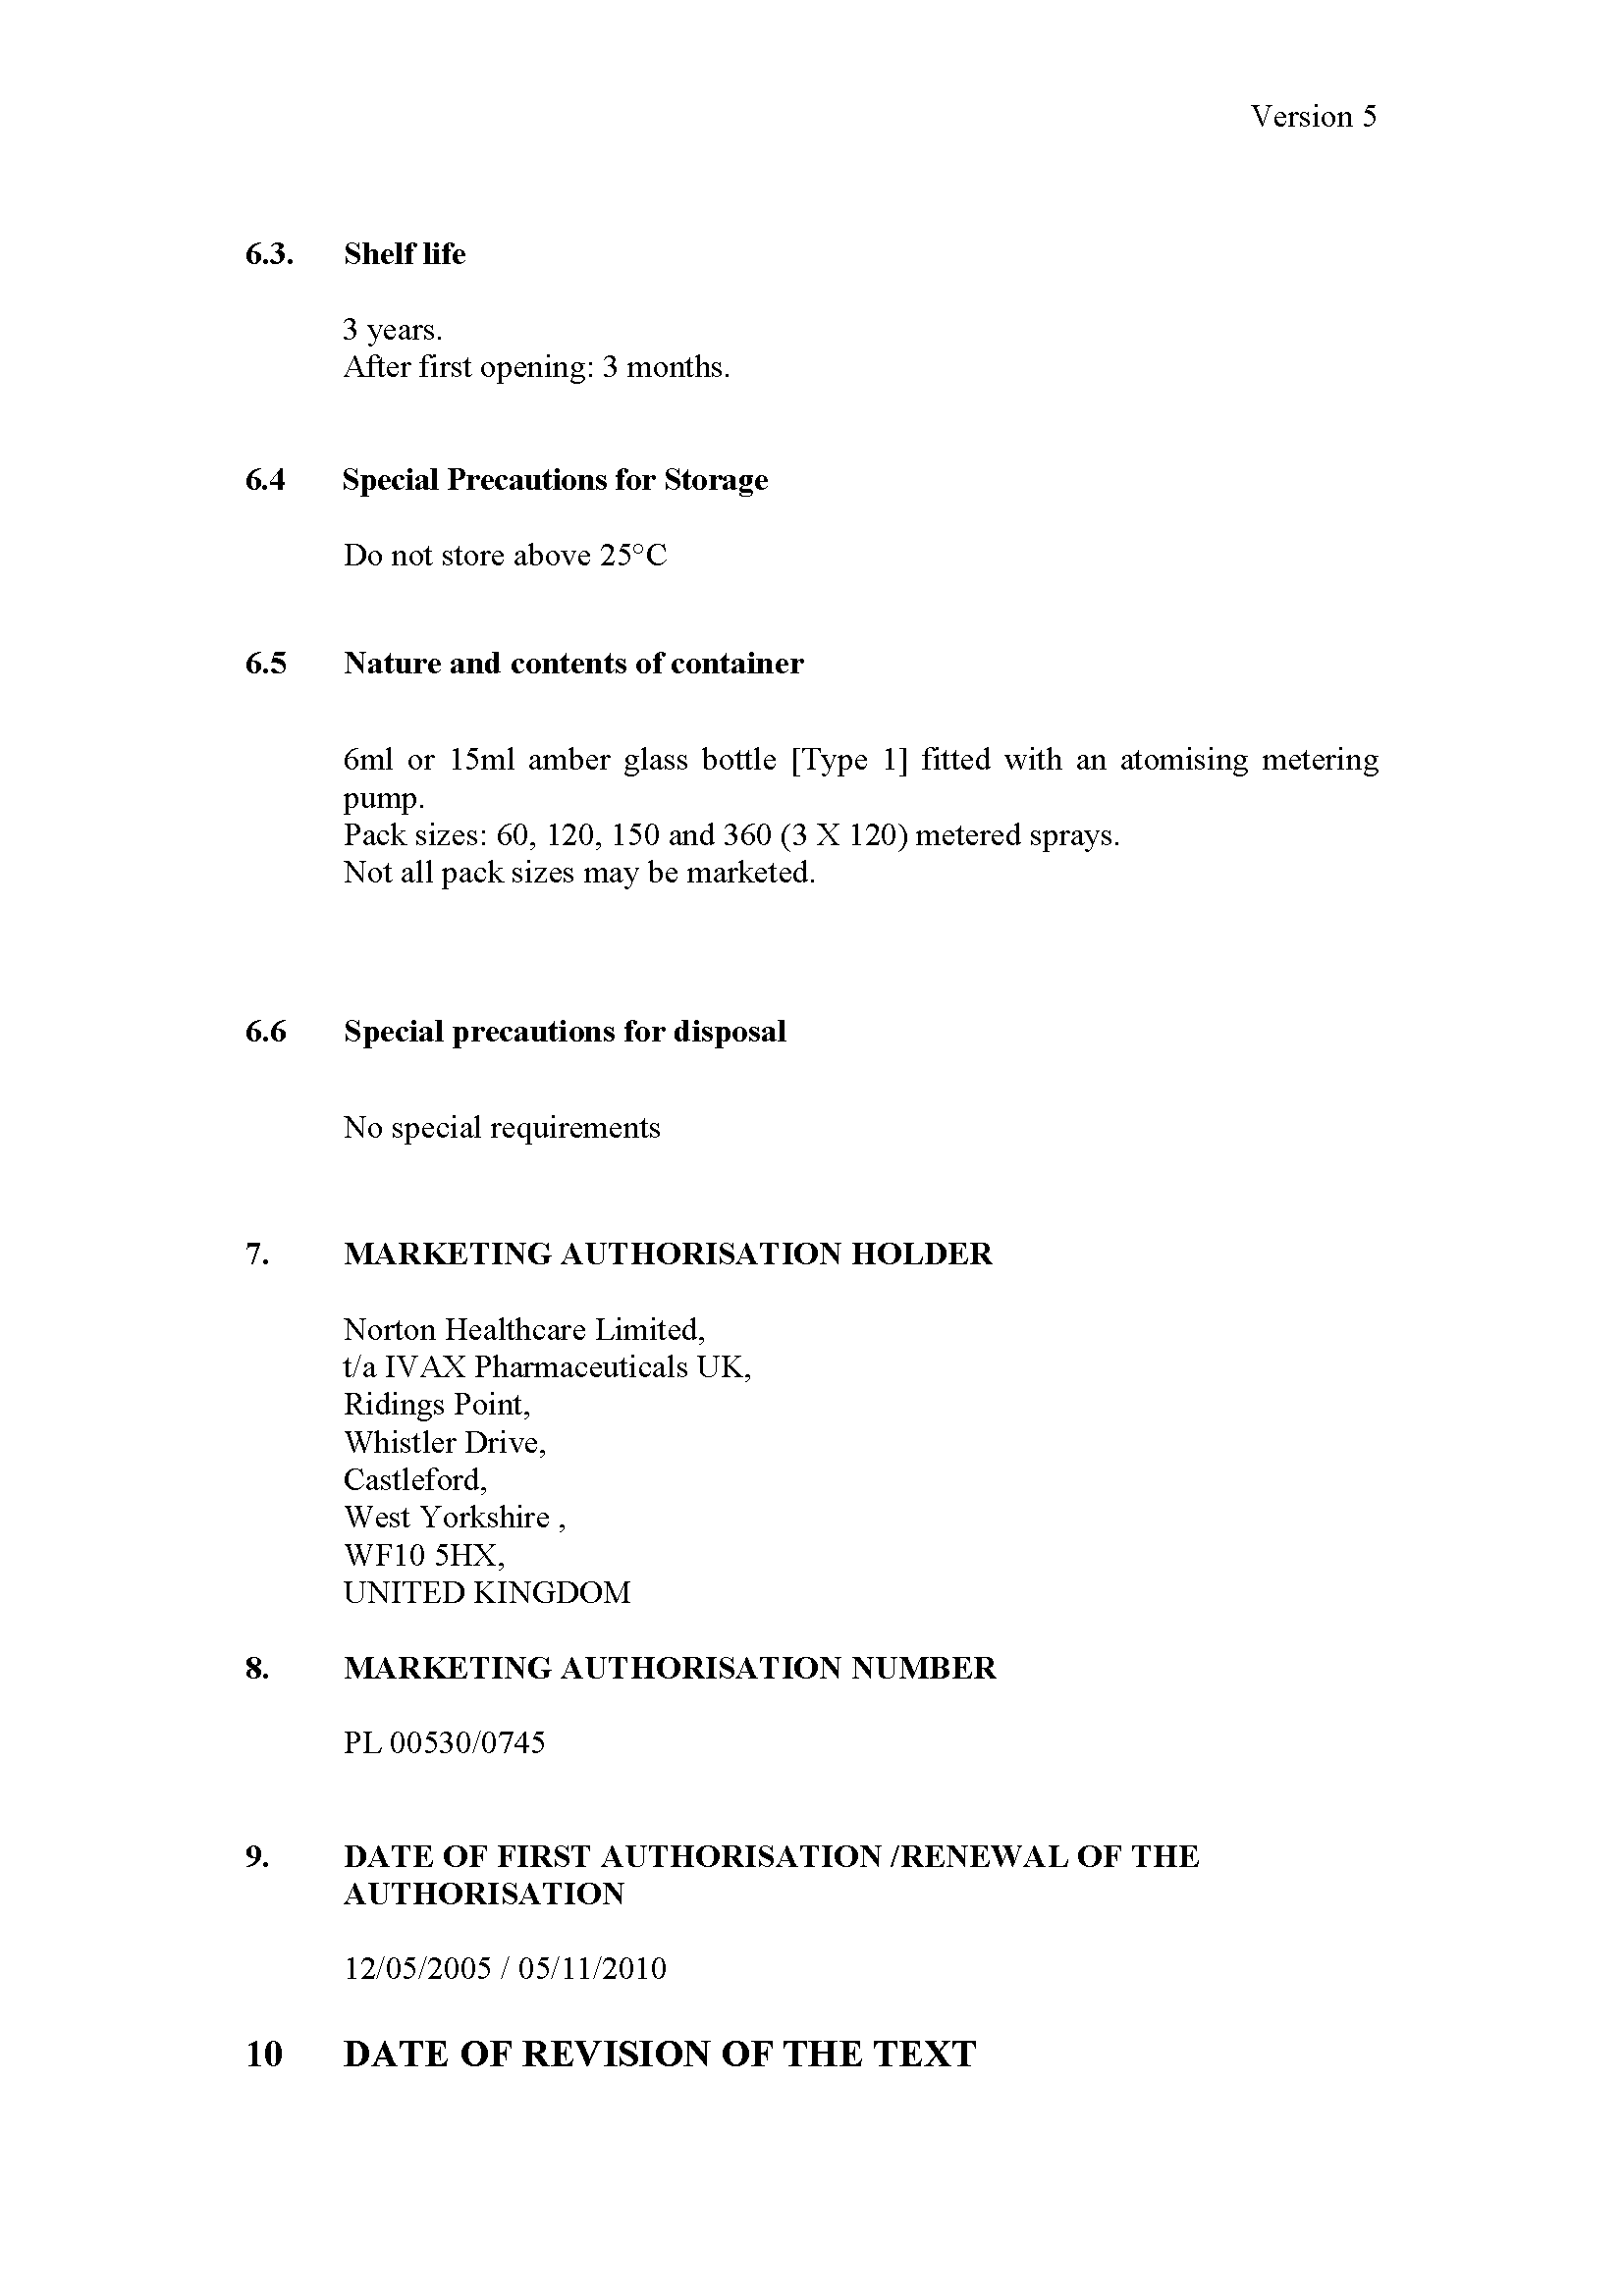 Version 5
6.3. Shelf life
3 years.
After first opening: 3 months.
6.4 Special Precautions for Storage
Do not store above 25°C
6.5 Nature and contents of container
6ml or 15ml amber glass bottle [Type 1] fitted with an atomising metering
pump.
Pack sizes: 60, 120, 150 and 360 (3 X 120) metered sprays.
Not all pack sizes may be marketed.
6.6 Special precautions for disposal
No special requirements
7. MARKETING AUTHORISATION HOLDER
Norton Healthcare Limited,
t/a IVAX Pharmaceuticals UK,
Ridings Point,
Whistler Drive,
Castleford,
West Yorkshire ,
WF10 5HX,
UNITED KINGDOM
8. MARKETING AUTHORISATION NUMBER
PL 00530/0745
9. DATE OF FIRST AUTHORISATION /RENEWAL OF THE
AUTHORISATION
12/05/2005 / 05/11/2010
10 DATE OF REVISION OF THE TEXT